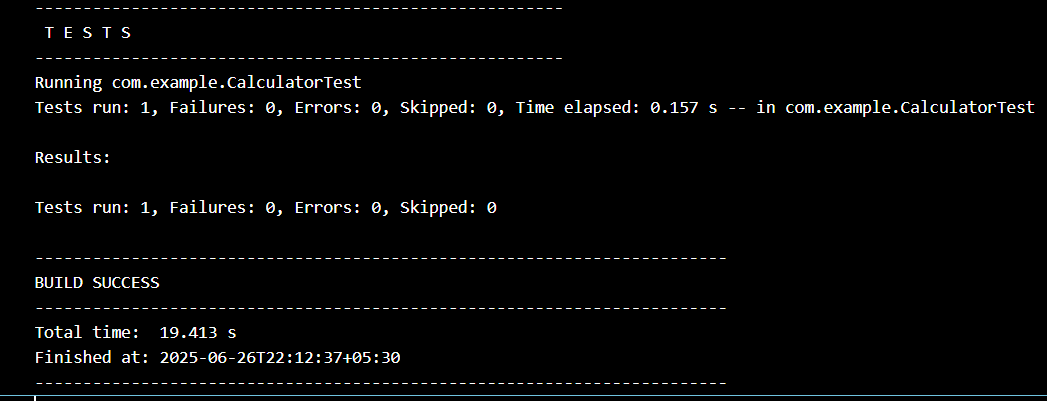 -------------------------------------------------------
 T E S T S
-------------------------------------------------------
Running com.example.CalculatorTest
Tests run: 1, Failures: 0, Errors: 0, Skipped: 0, Time elapsed: 0.157 s -- in com.example.CalculatorTest

Results:

Tests run: 1, Failures: 0, Errors: 0, Skipped: 0

------------------------------------------------------------------------
BUILD SUCCESS
------------------------------------------------------------------------
Total time:  19.413 s
Finished at: 2025-06-26T22:12:37+05:30
------------------------------------------------------------------------